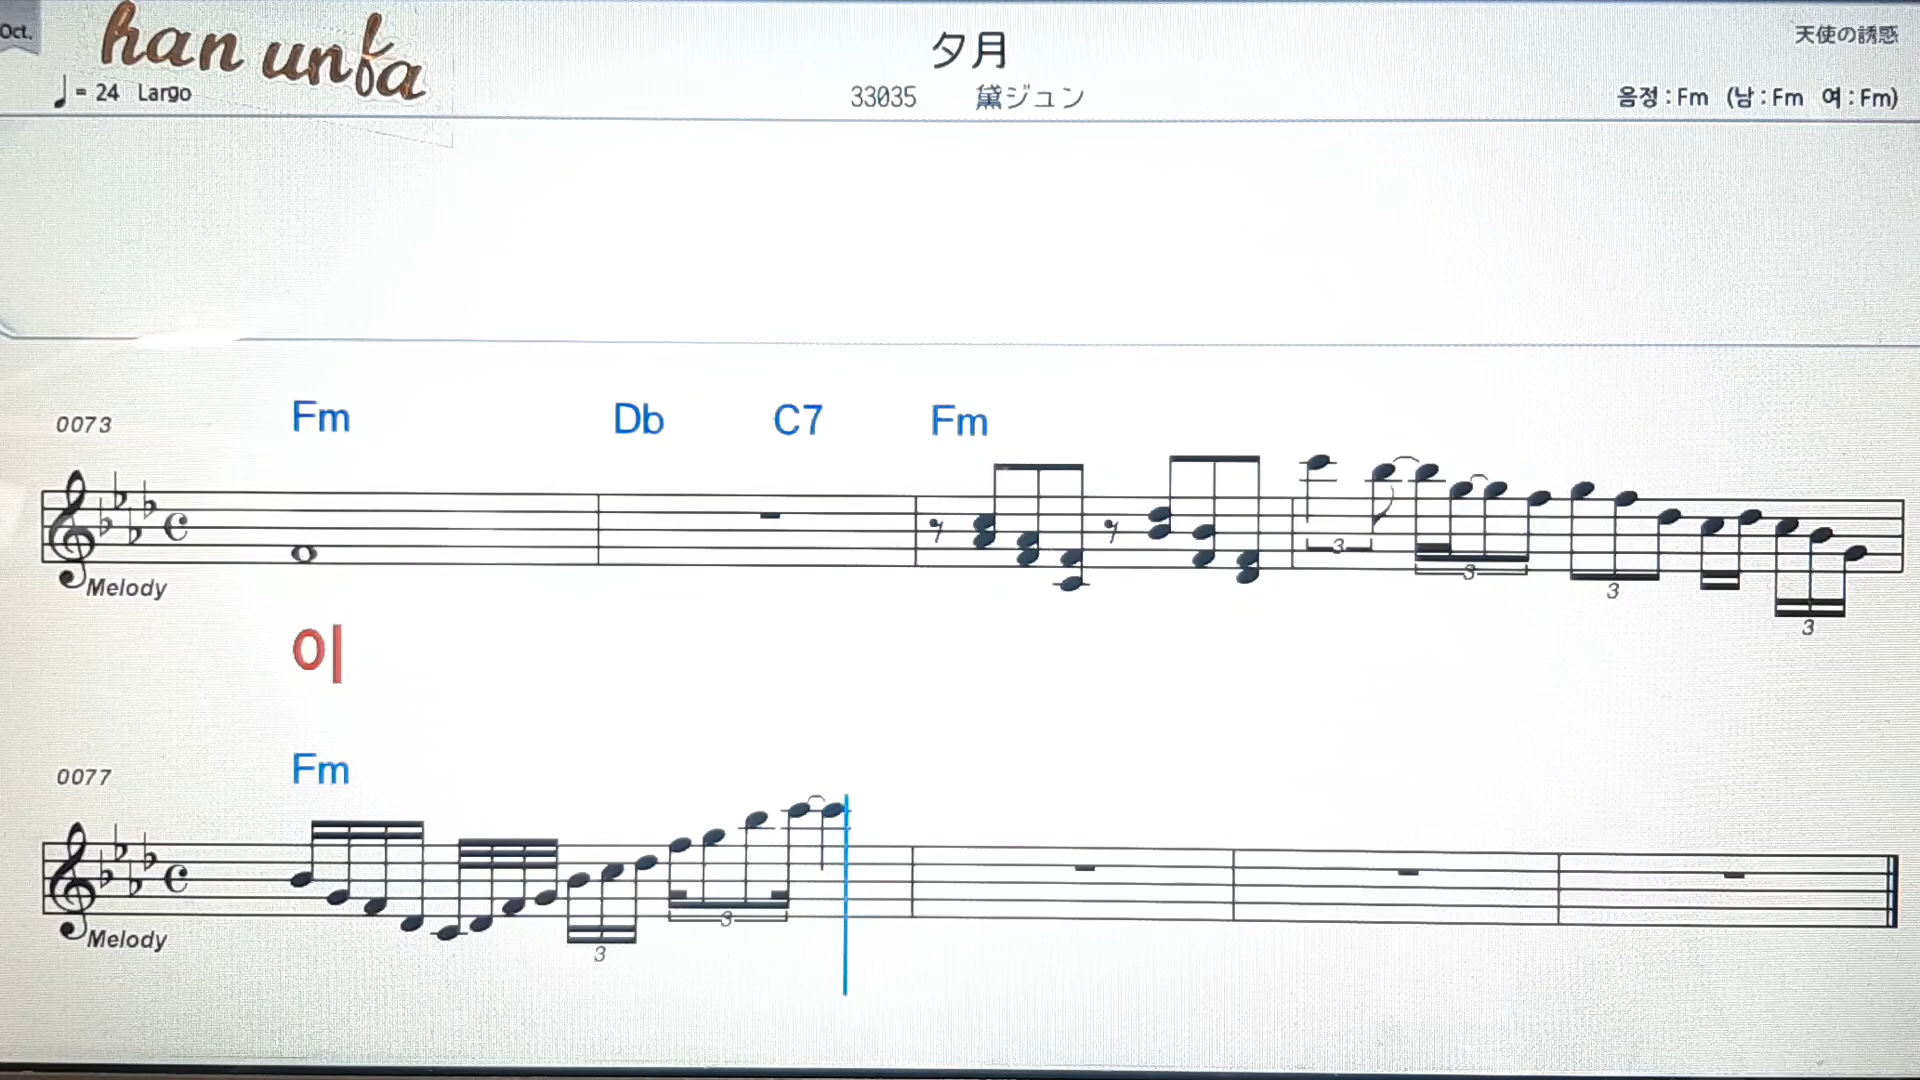 Oct.
han unfa
夕月
天使の誘惑
♩= 24 Largo
33035 黛ジュン
음정 : Fm (남 : Fm 여 : Fm)
0073 Fm Db C7 Fm
3 3 3 3
Melody
이
0077 Fm
3 3
Melody